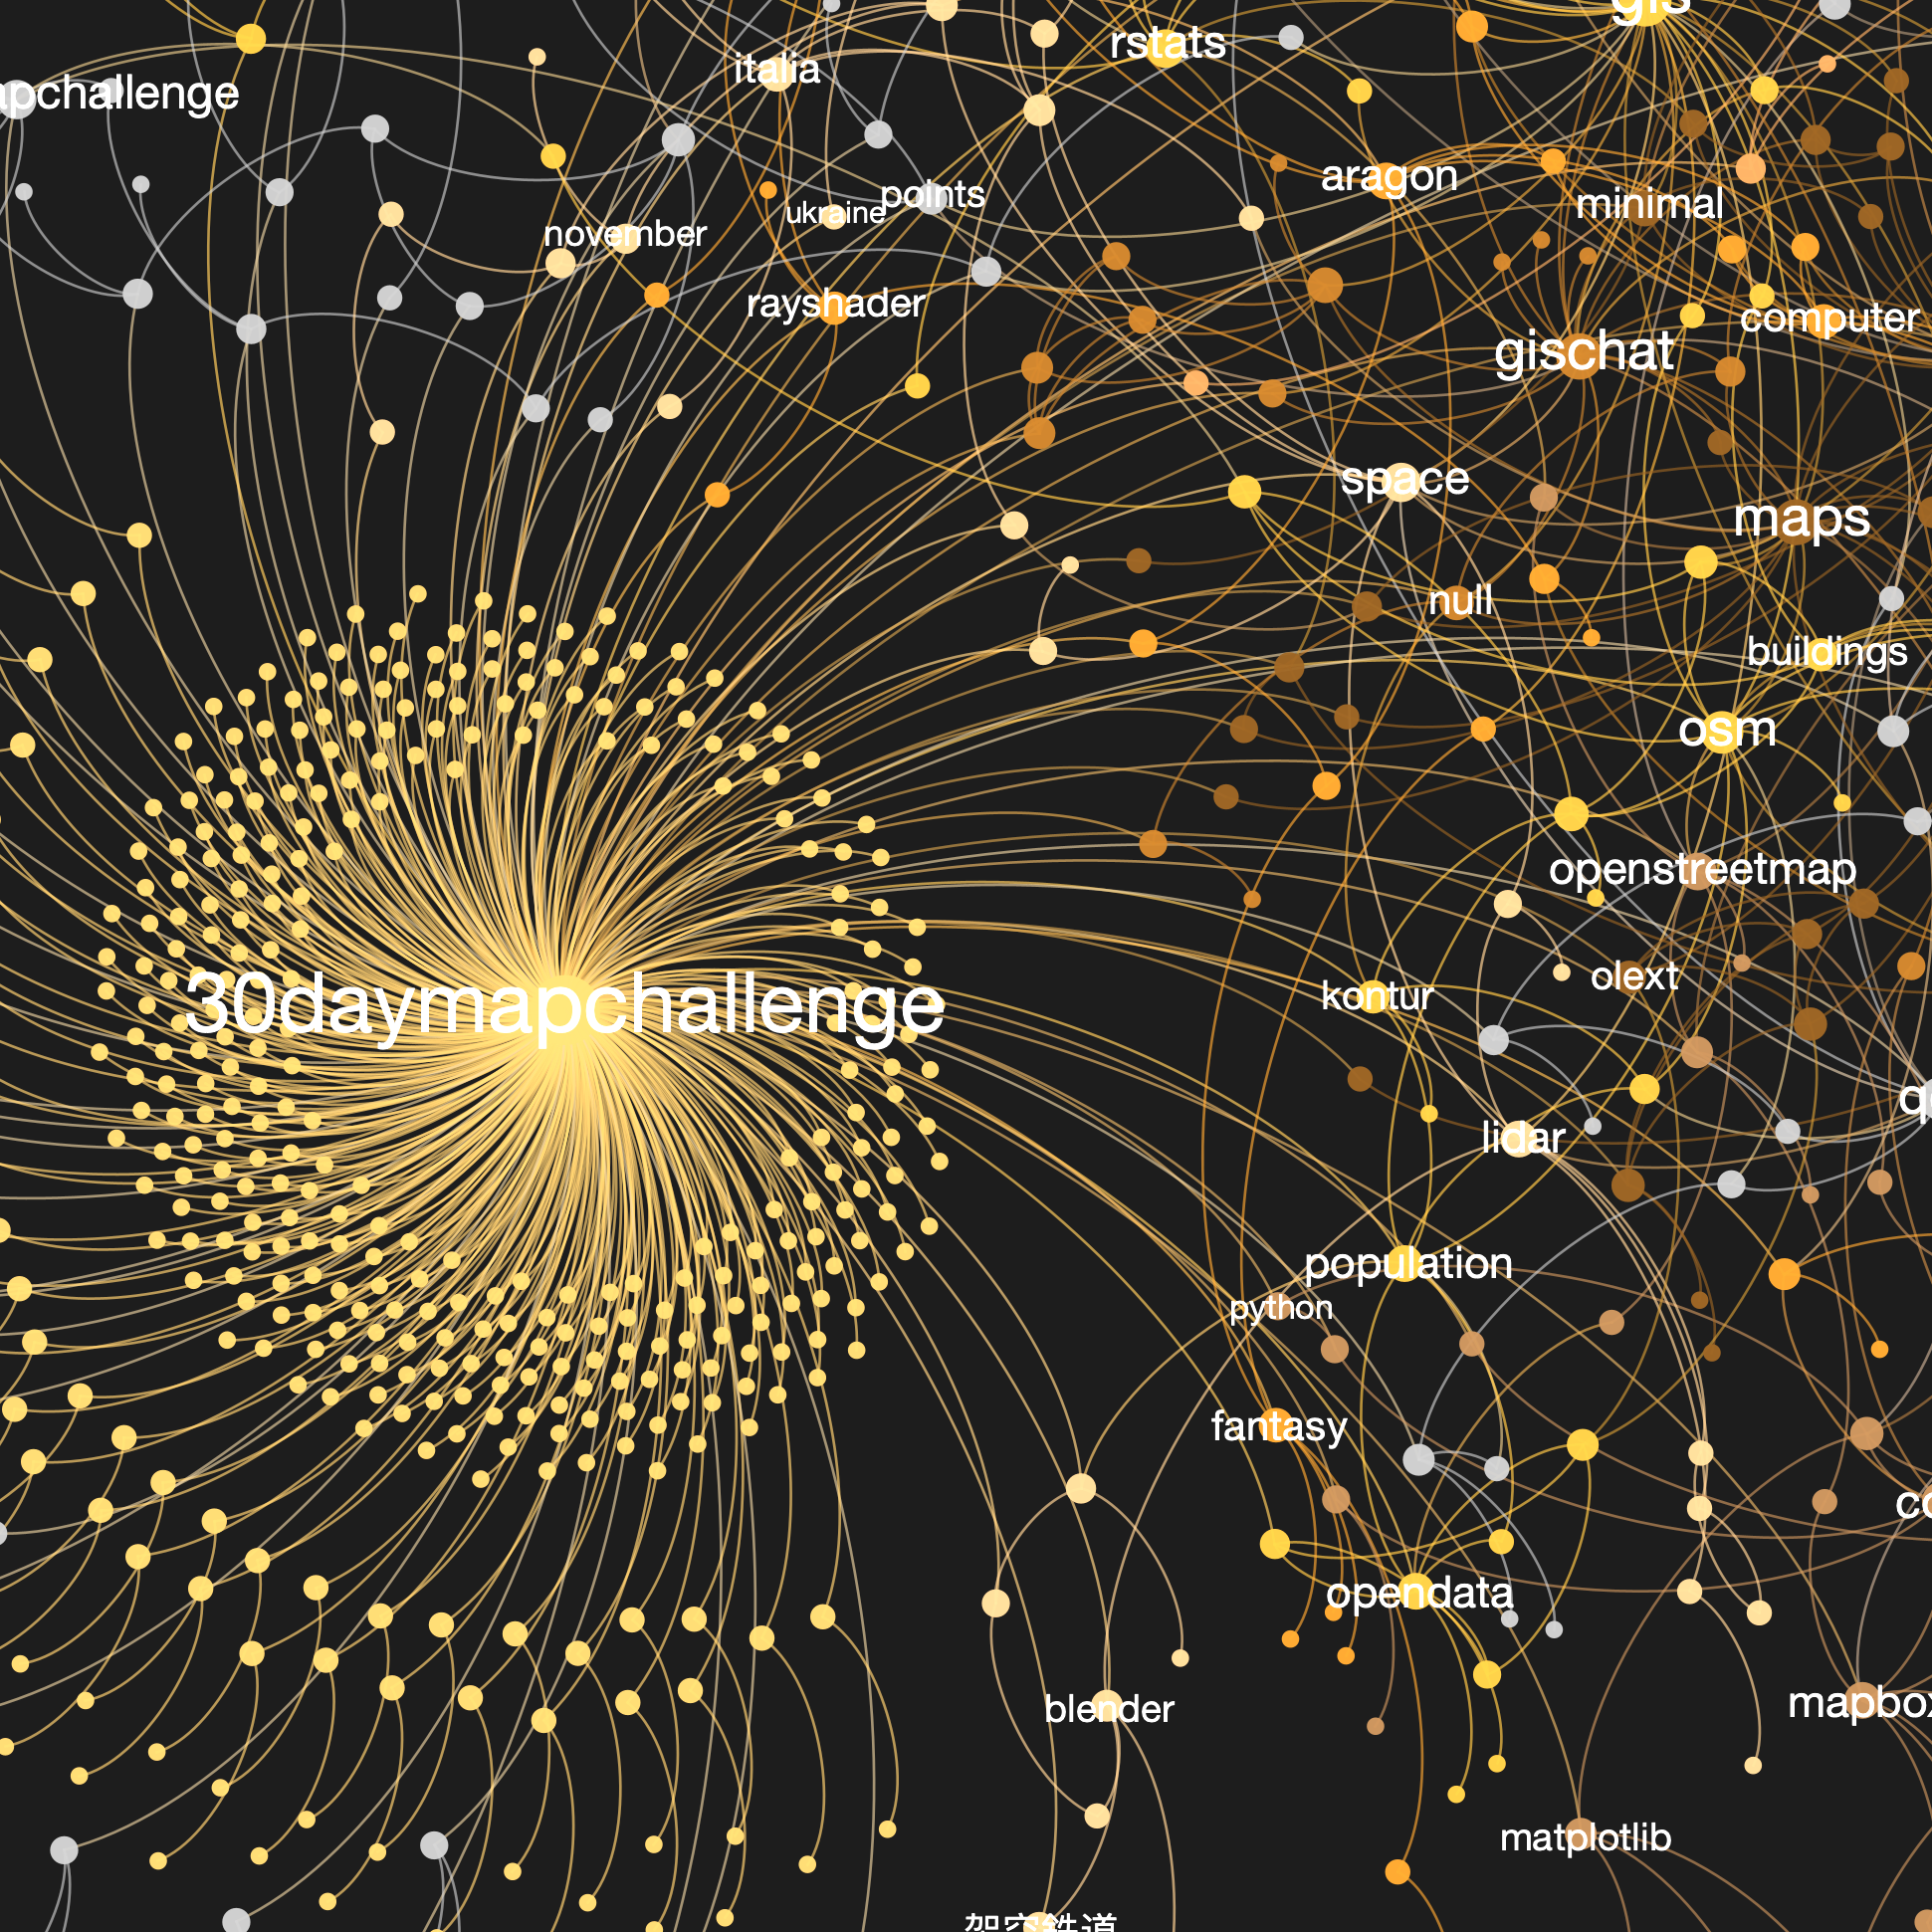 gis
rstats
italia
apchallenge
aragon
points
minimal
ukraine
november
rayshader
computer
gischat
space
maps
null
buildings
osm
openstreetmap
olext
kontur
30daymapchallenge
lidar
population
python
fantasy
opendata
mapbox
blender
matplotlib
架空鉄道